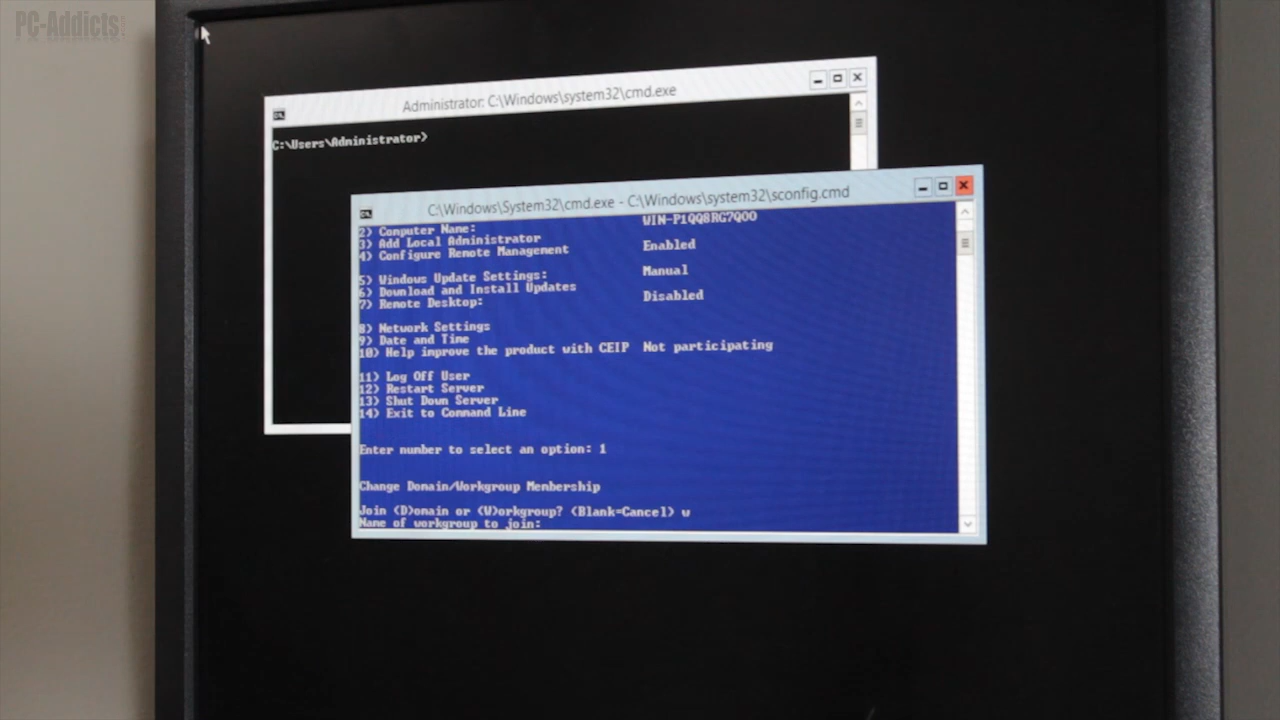 PC-Addicts
Administrator: C:\Windows\system32\cmd.exe
C:\Users\Administrator>
C:\Windows\System32\cmd.exe - C:\Windows\system32\sconfig.cmd
2) Computer Name: WIN-P1QQ8RG7QOO
3) Add Local Administrator
4) Configure Remote Management Enabled
5) Windows Update Settings: Manual
6) Download and Install Updates
7) Remote Desktop: Disabled
8) Network Settings
9) Date and Time
10) Help improve the product with CEIP Not participating
11) Log Off User
12) Restart Server
13) Shut Down Server
14) Exit to Command Line
Enter number to select an option: 1
Change Domain/Workgroup Membership
Join (D)omain or (W)orkgroup? (Blank=Cancel) w
Name of workgroup to join: